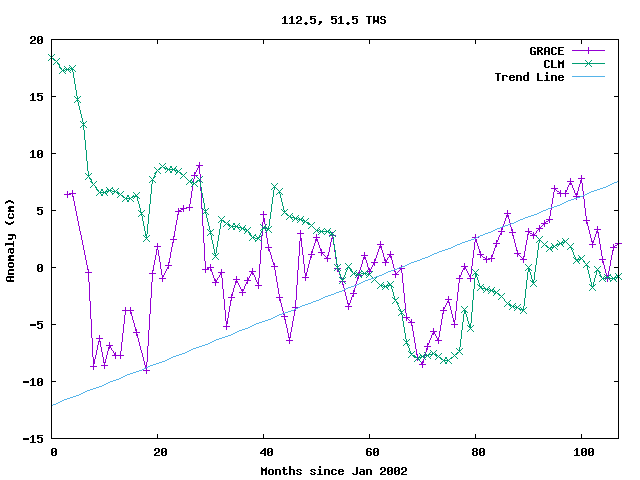 112.5, 51.5 TWS
GRACE
CLM
Trend Line
20
15
10
5
0
-5
-10
-15
Anomaly (cm)
0 20 40 60 80 100
Months since Jan 2002